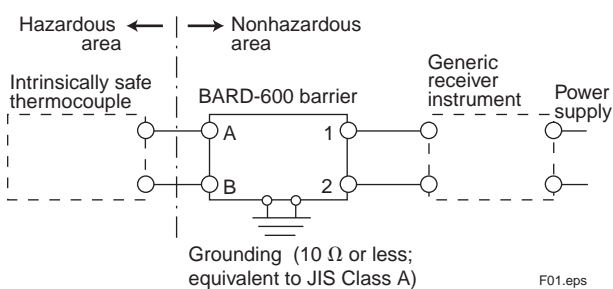 Hazardous area
Nonhazardous area
Intrinsically safe thermocouple
BARD-600 barrier
Generic receiver instrument
Power supply
A
1
B
2
Grounding (10 Ω or less; equivalent to JIS Class A)
F01.eps